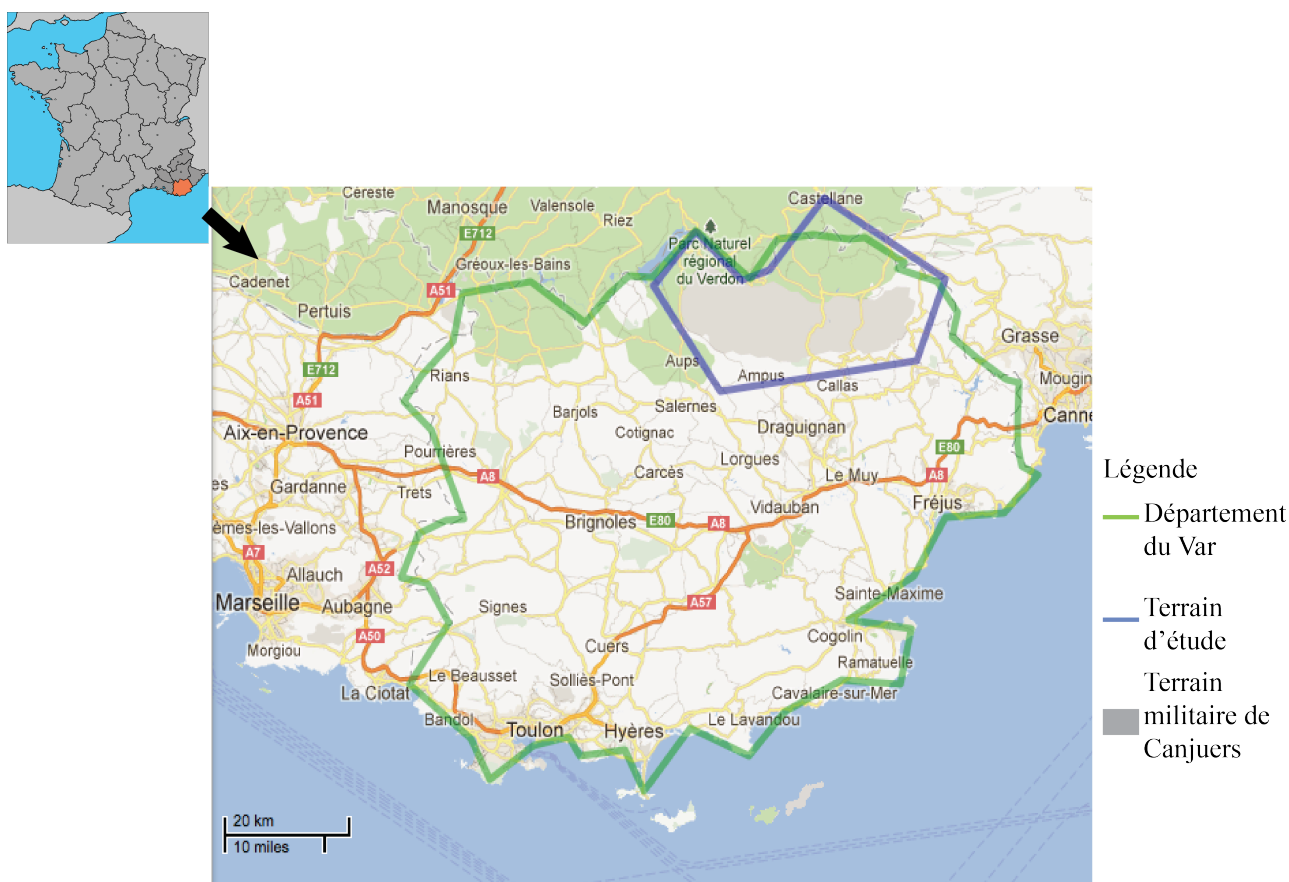 Céreste
Castellane
Manosque
Valensole
Riez
E712
Parc Naturel
régional
du Verdon
Gréoux-les-Bains
Cadenet
A51
Pertuis
Grasse
E712
Aups
Rians
Ampus
Mougin
Callas
A51
Salernes
Barjols
Canne
Draguignan
Aix-en-Provence
Cotignac
E80
Pourrières
Lorgues
Légende
Carcès
Le Muy
A8
A8
es
Gardanne
Trets
Fréjus
Vidauban
Département
du Var
Brignoles
E80
A8
èmes-les-Vallons
A7
A52
Allauch
Sainte-Maxime
Marseille
Aubagne
Signes
A57
Terrain
d’étude
A50
Cogolin
Cuers
Morgiou
Ramatuelle
Le Beausset
Solliès-Pont
Terrain
militaire de
Canjuers
La Ciotat
Cavalaire-sur-Mer
Bandol
Le Lavandou
Toulon
Hyères
20 km
10 miles